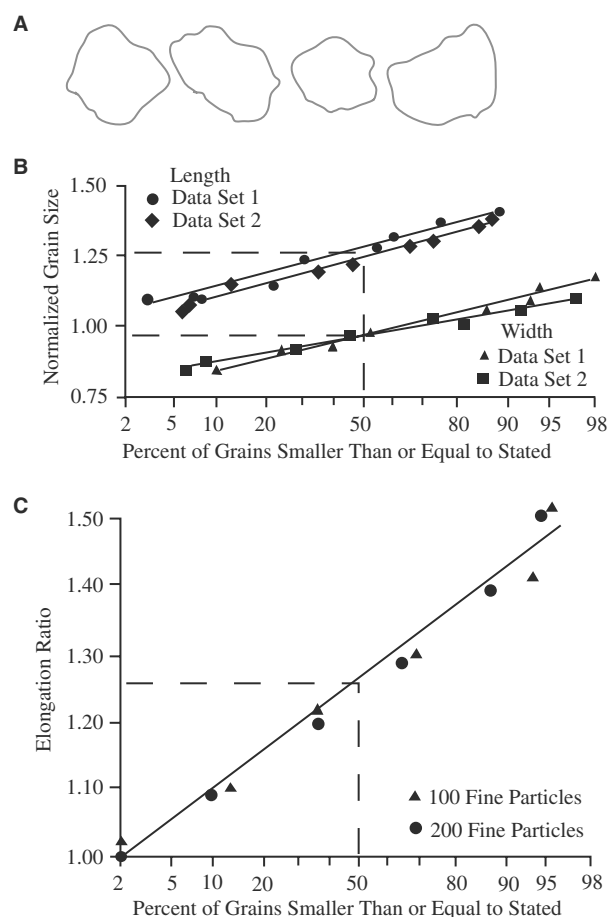 A
B
Length
Data Set 1
Data Set 2
Normalized Grain Size
1.50
1.25
1.00
0.75
Width
Data Set 1
Data Set 2
2 5 10 20 50 80 90 95 98
Percent of Grains Smaller Than or Equal to Stated
C
Elongation Ratio
1.50
1.40
1.30
1.20
1.10
1.00
100 Fine Particles
200 Fine Particles
2 5 10 20 50 80 90 95 98
Percent of Grains Smaller Than or Equal to Stated